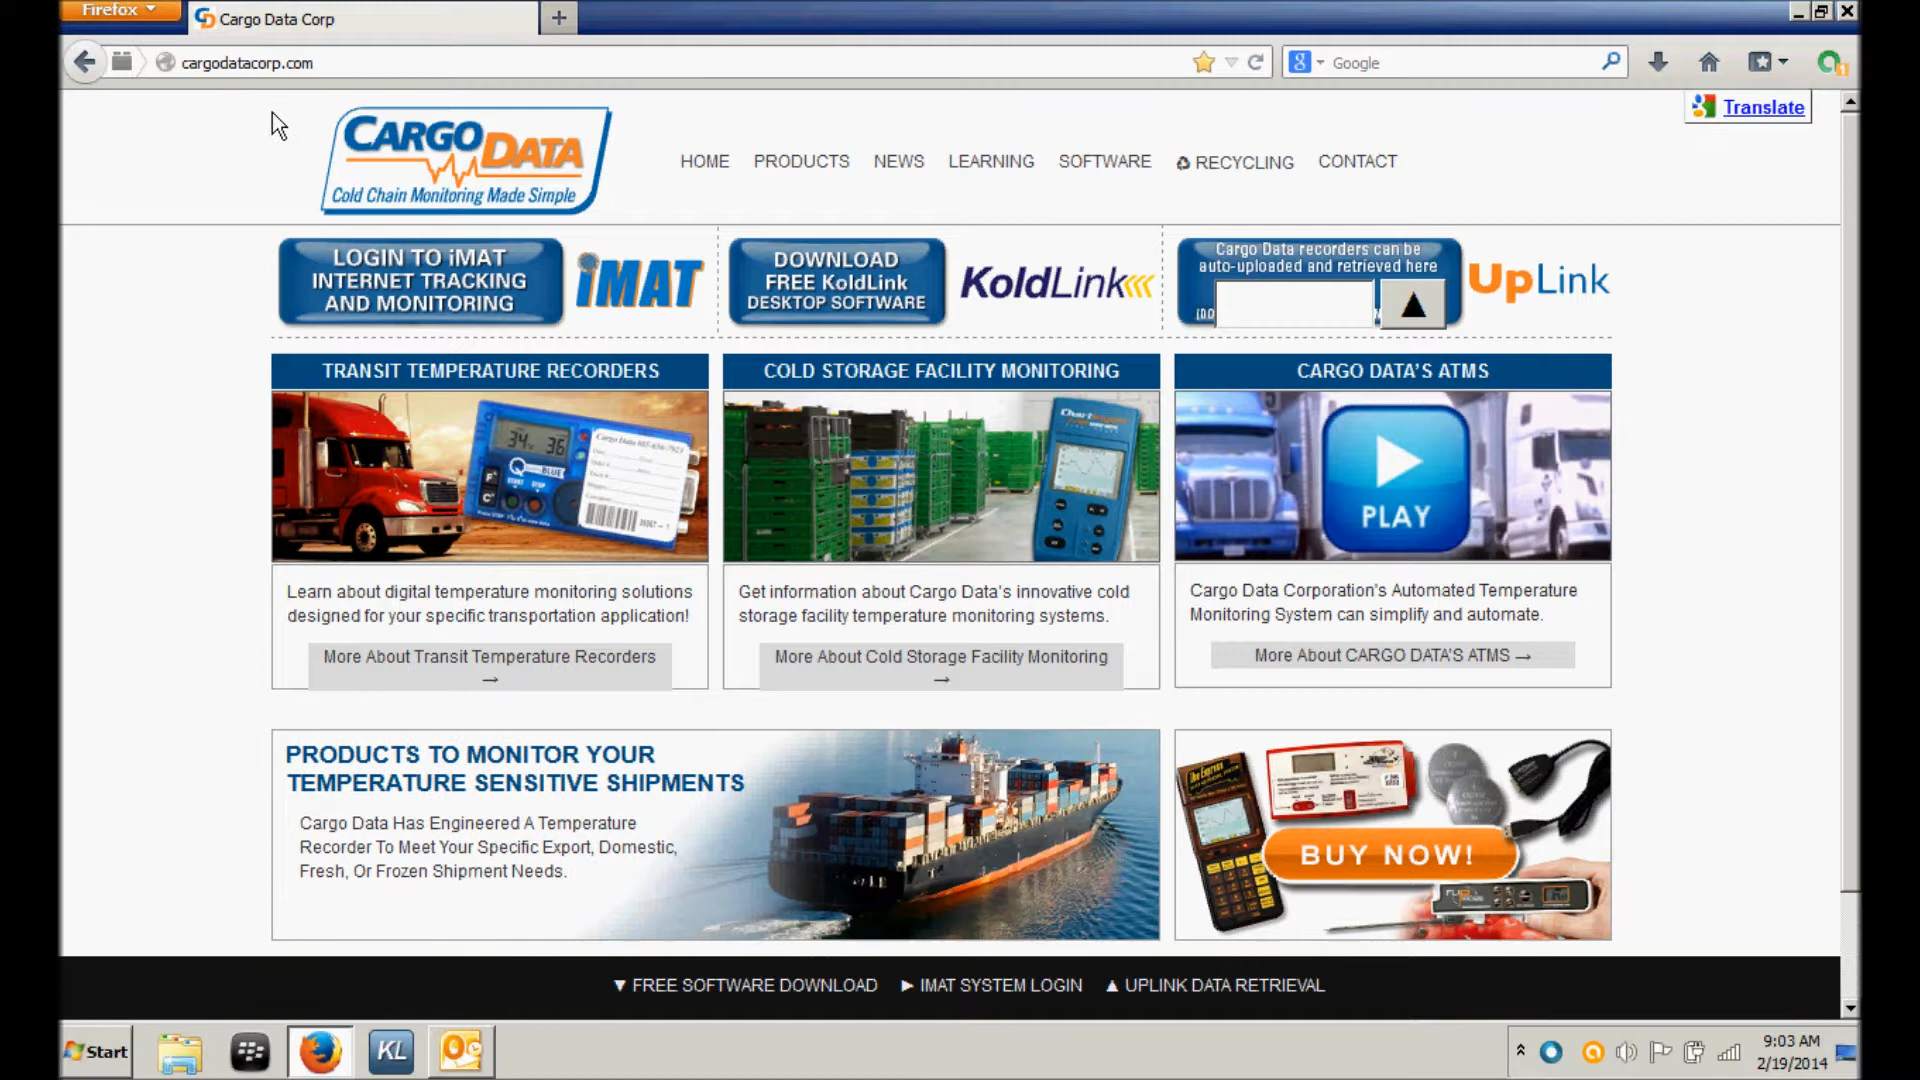 Firefox
Cargo Data Corp
cargodatacorp.com
Google
Translate
CARGO DATA
Cold Chain Monitoring Made Simple
HOME PRODUCTS NEWS LEARNING SOFTWARE RECYCLING CONTACT
LOGIN TO iMAT
INTERNET TRACKING
AND MONITORING
iMAT
DOWNLOAD
FREE KoldLink
DESKTOP SOFTWARE
KoldLink
Cargo Data recorders can be
auto-uploaded and retrieved here
UpLink
TRANSIT TEMPERATURE RECORDERS
Learn about digital temperature monitoring solutions
designed for your specific transportation application!
More About Transit Temperature Recorders
→
COLD STORAGE FACILITY MONITORING
Get information about Cargo Data's innovative cold
storage facility temperature monitoring systems.
More About Cold Storage Facility Monitoring
→
CARGO DATA'S ATMS
PLAY
Cargo Data Corporation's Automated Temperature
Monitoring System can simplify and automate.
More About CARGO DATA'S ATMS →
PRODUCTS TO MONITOR YOUR
TEMPERATURE SENSITIVE SHIPMENTS
Cargo Data Has Engineered A Temperature
Recorder To Meet Your Specific Export, Domestic,
Fresh, Or Frozen Shipment Needs.
BUY NOW!
▼ FREE SOFTWARE DOWNLOAD ► IMAT SYSTEM LOGIN ▲ UPLINK DATA RETRIEVAL
Start
KL
9:03 AM
2/19/2014